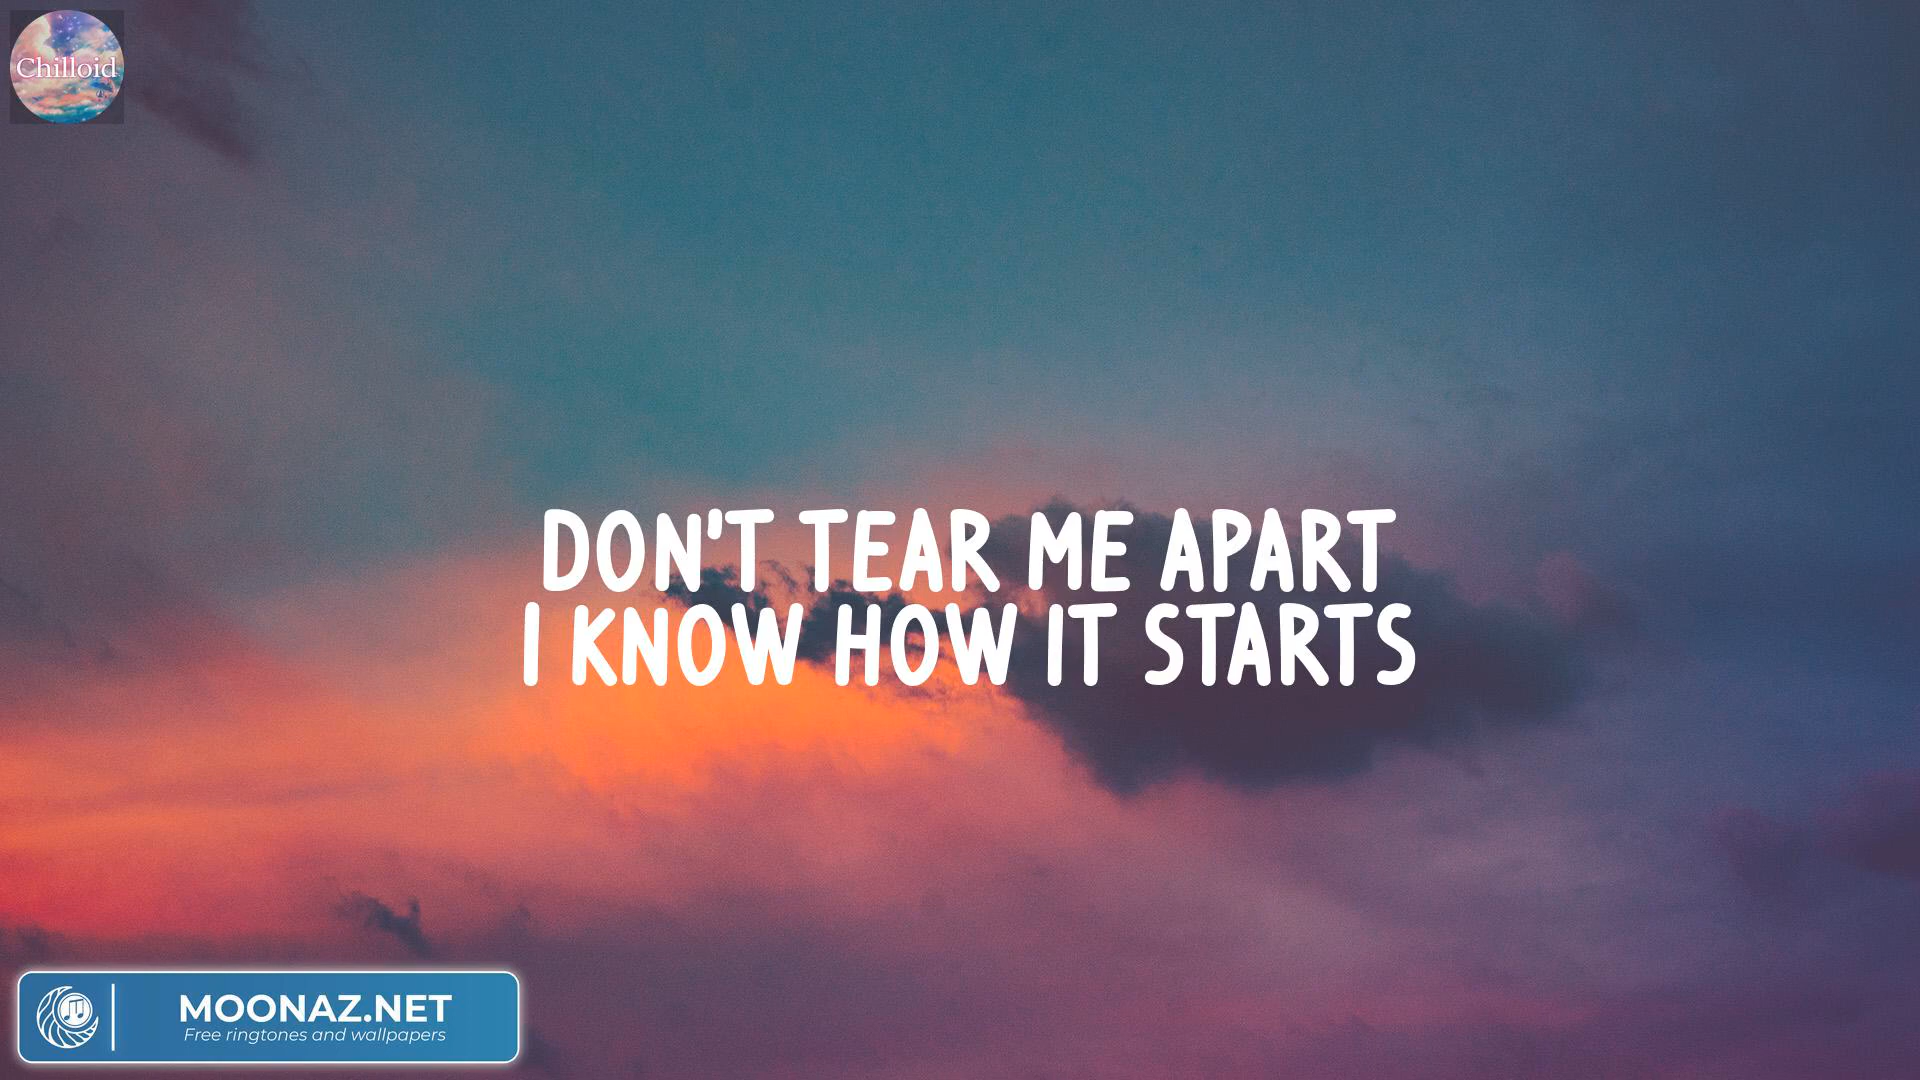 Chilloid
DON'T TEAR ME APART
I KNOW HOW IT STARTS
MOONAZ.NET
Free ringtones and wallpapers